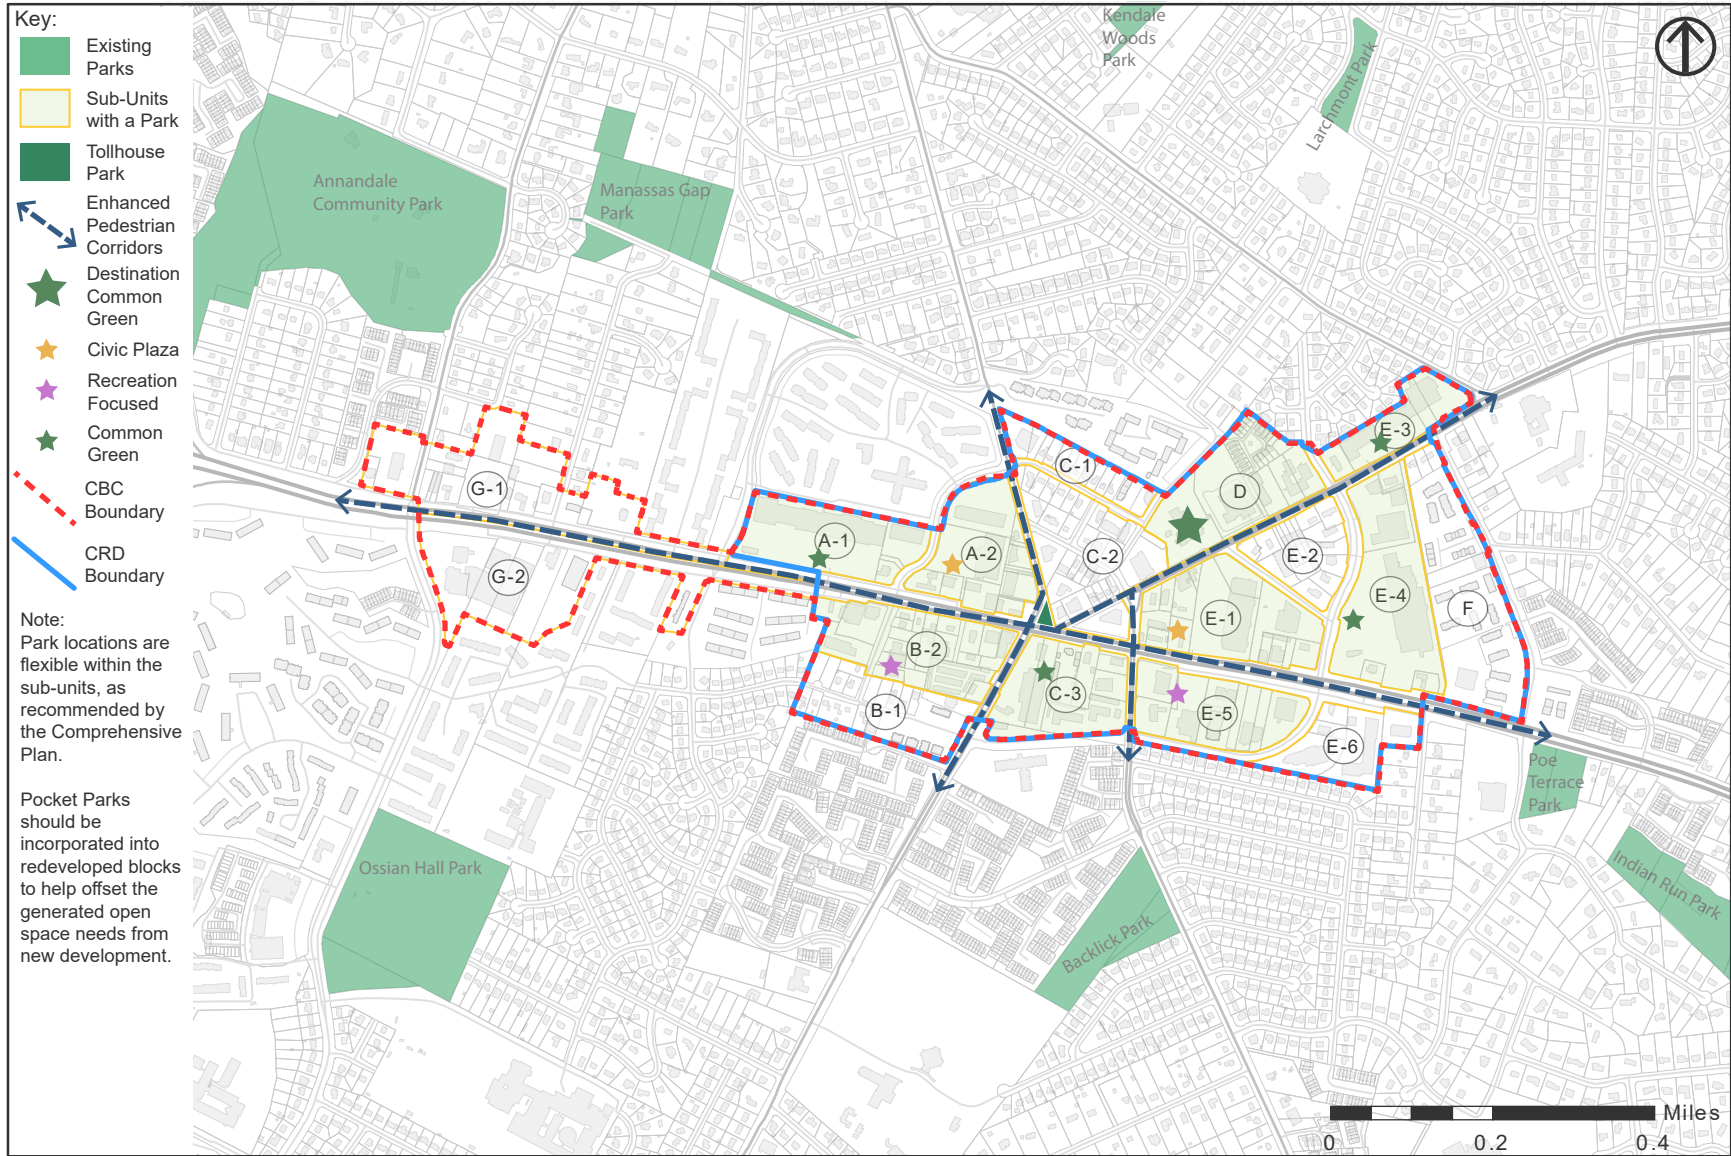 Key:
Existing
Parks
Sub-Units
with a Park
Tollhouse
Park
Enhanced
Pedestrian
Corridors
Destination
Common
Green
Civic Plaza
Recreation
Focused
Common
Green
CBC
Boundary
CRD
Boundary
Note:
Park locations are
flexible within the
sub-units, as
recommended by
the Comprehensive
Plan.
Pocket Parks
should be
incorporated into
redeveloped blocks
to help offset the
generated open
space needs from
new development.
Kendale
Woods
Park
Larchmont Park
Annandale
Community Park
Manassas Gap
Park
E-3
C-1
D
G-1
A-1
A-2
C-2
E-2
G-2
E-4
F
E-1
B-2
C-3
B-1
E-5
E-6
Poe
Terrace
Park
Ossian Hall Park
Indian Run Park
Backlick Park
Miles
0
0.2
0.4